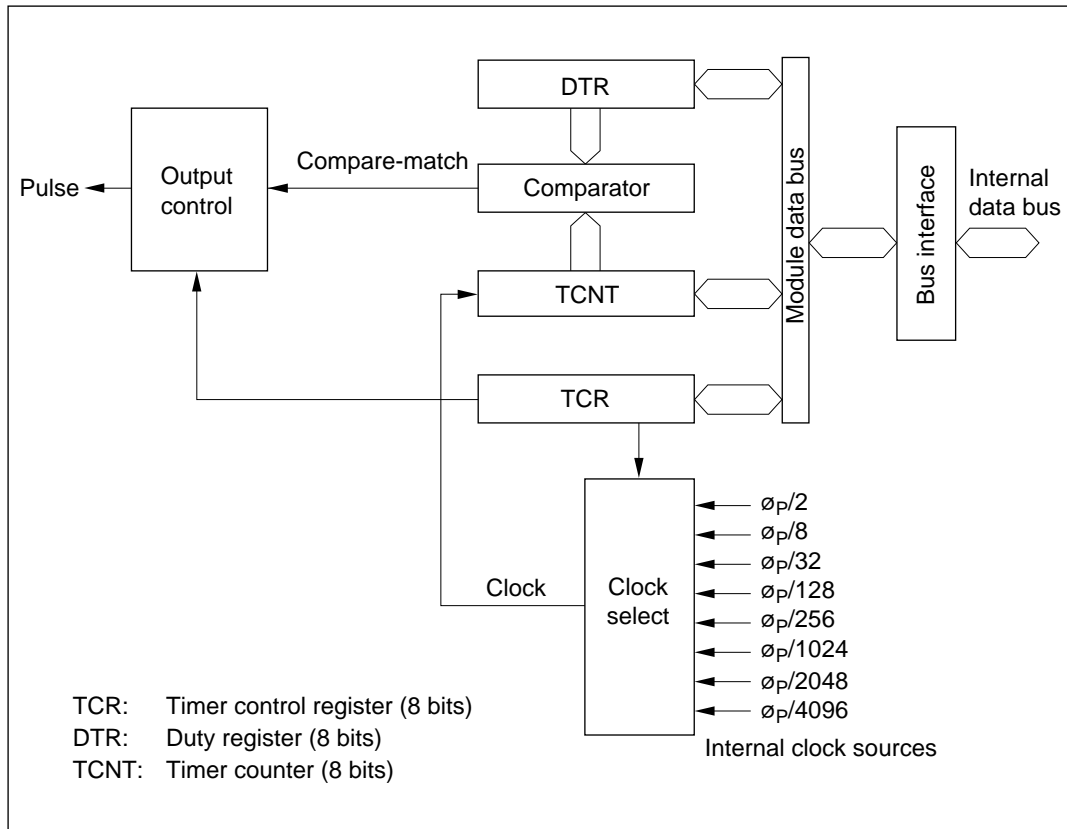 DTR
Compare-match
Comparator
Output
control
Pulse
TCNT
TCR
Module data bus
Bus interface
Internal
data bus
Clock
Clock
select
øP/2
øP/8
øP/32
øP/128
øP/256
øP/1024
øP/2048
øP/4096
Internal clock sources
TCR: Timer control register (8 bits)
DTR: Duty register (8 bits)
TCNT: Timer counter (8 bits)